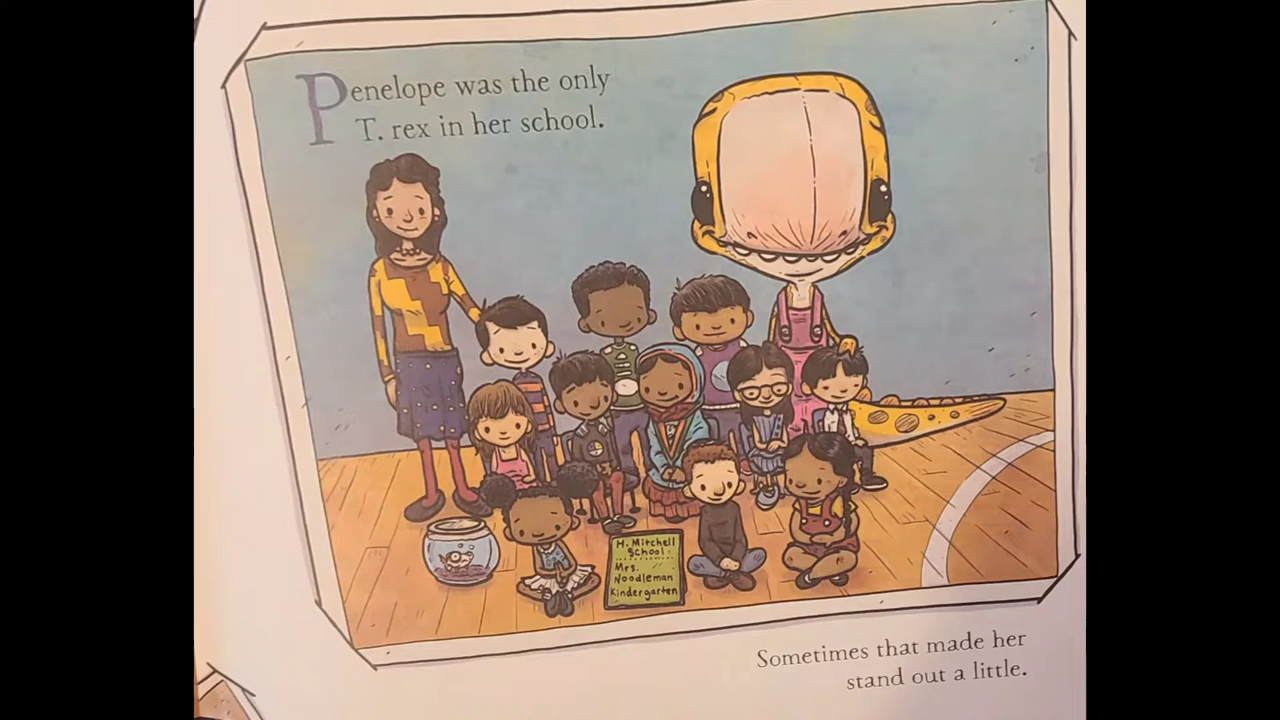 Penelope was the only
T. rex in her school.
H. Mitchell
School
Mrs.
Noodleman
Kindergarten
Sometimes that made her
stand out a little.